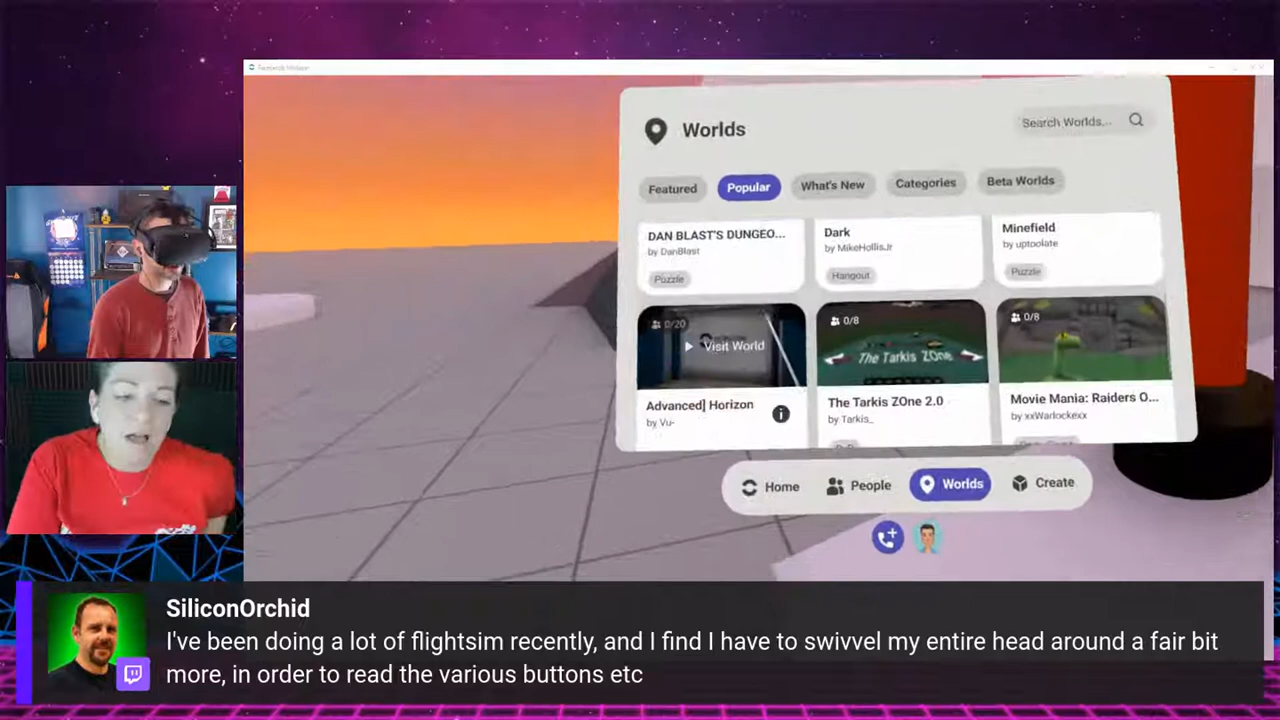 Worlds
Search Worlds...
Featured
Popular
What's New
Categories
Beta Worlds
DAN BLAST'S DUNGEO...
by DanBlast
Puzzle
Dark
by MikeHollisJr
Hangout
Minefield
by uptoolate
Puzzle
0/20
Visit World
0/8
The Tarkis ZOne
0/8
Advanced] Horizon
by Vu-
The Tarkis ZOne 2.0
by Tarkis_
Movie Mania: Raiders O...
by xxWarlockexx
Home
People
Worlds
Create
SiliconOrchid
I've been doing a lot of flightsim recently, and I find I have to swivvel my entire head around a fair bit
more, in order to read the various buttons etc